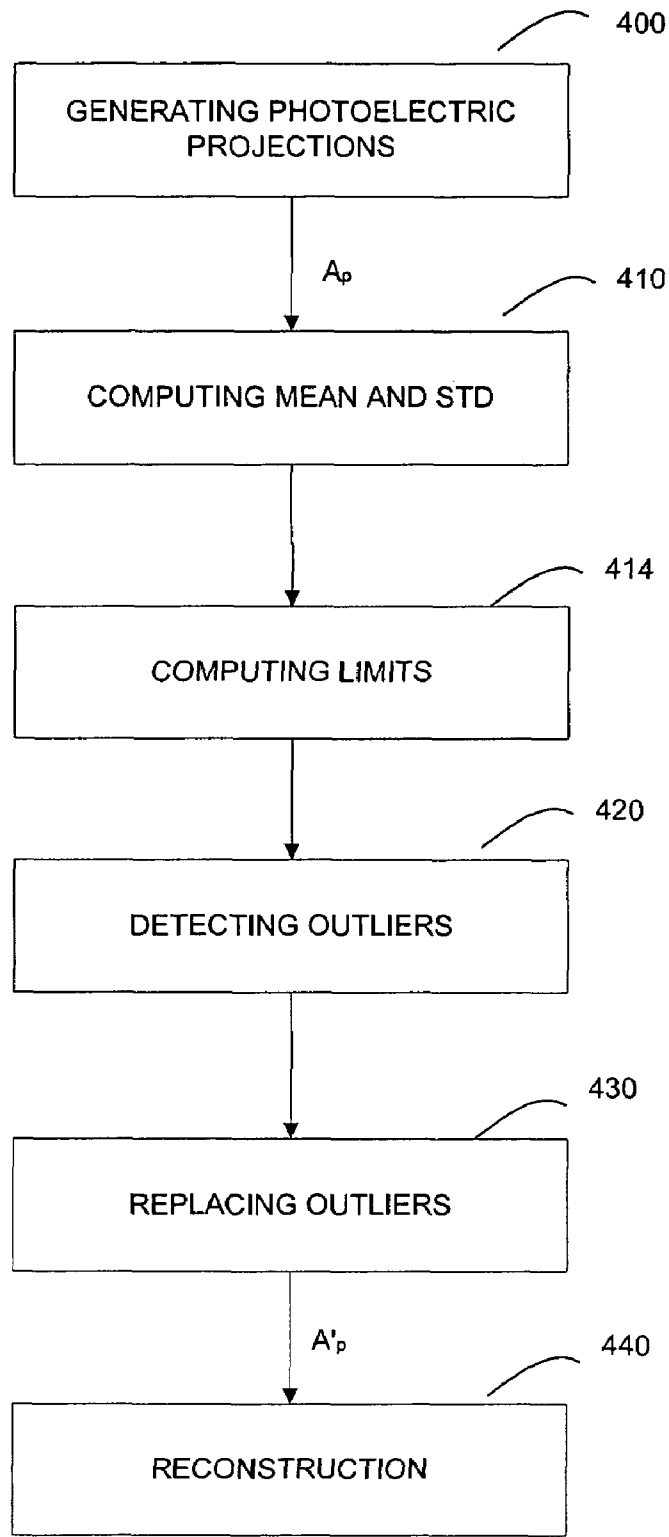 400
GENERATING PHOTOELECTRIC
PROJECTIONS
Aₚ
410
COMPUTING MEAN AND STD
414
COMPUTING LIMITS
420
DETECTING OUTLIERS
430
REPLACING OUTLIERS
A'ₚ
440
RECONSTRUCTION